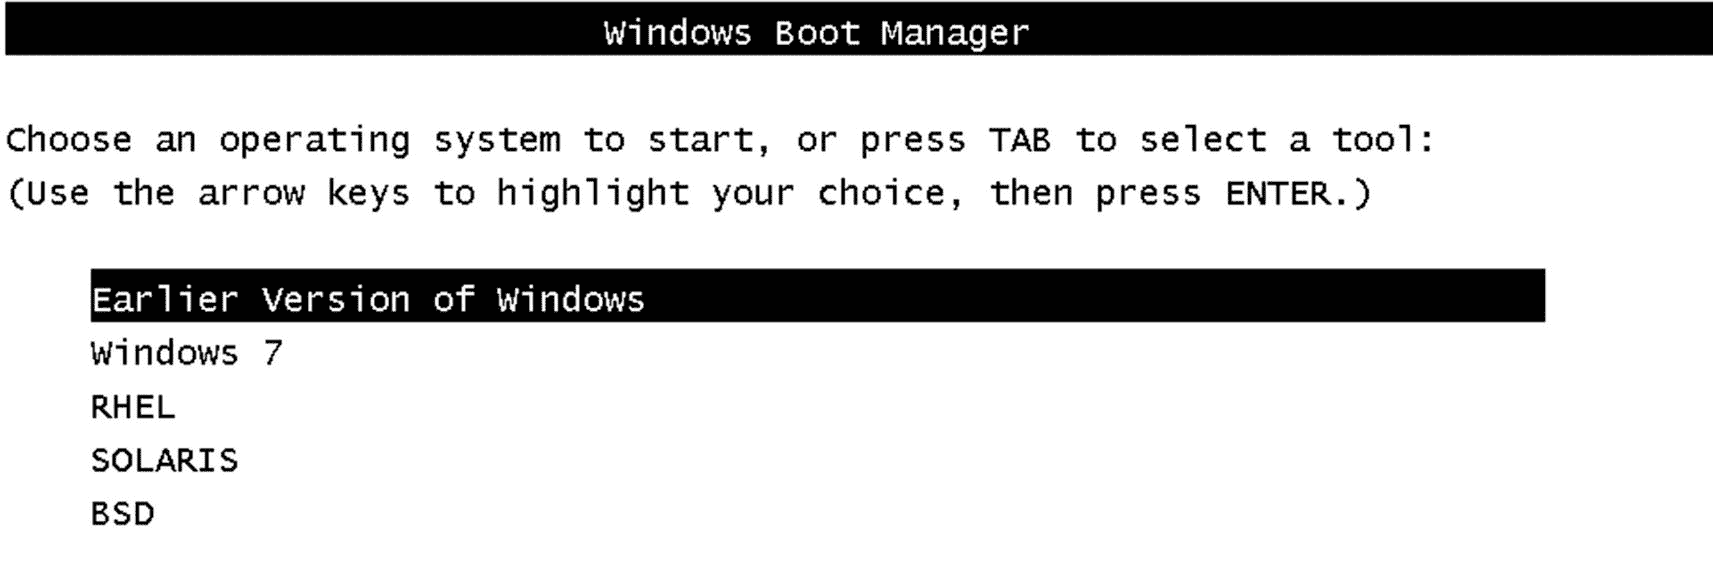 Windows Boot Manager
Choose an operating system to start, or press TAB to select a tool:
(Use the arrow keys to highlight your choice, then press ENTER.)
Earlier Version of Windows
Windows 7
RHEL
SOLARIS
BSD